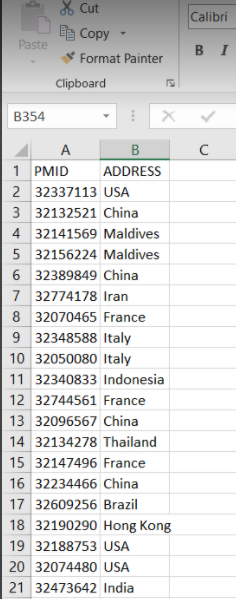 Cut
Calibri
Paste
Copy
Format Painter
B I
Clipboard
B354
A B C
1 PMID ADDRESS
2 32337113 USA
3 32132521 China
4 32141569 Maldives
5 32156224 Maldives
6 32389849 China
7 32774178 Iran
8 32070465 France
9 32348588 Italy
10 32050080 Italy
11 32340833 Indonesia
12 32744561 France
13 32096567 China
14 32134278 Thailand
15 32147496 France
16 32234466 China
17 32609256 Brazil
18 32190290 Hong Kong
19 32188753 USA
20 32074480 USA
21 32473642 India